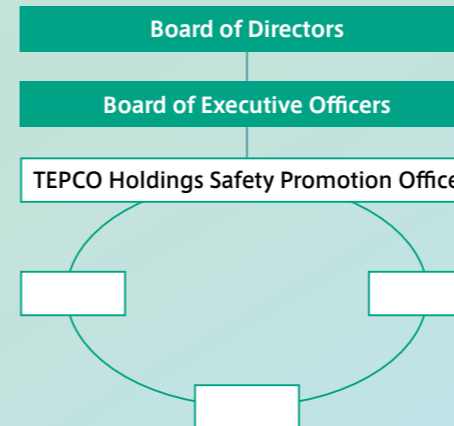 Board of Directors
Board of Executive Officers
TEPCO Holdings Safety Promotion Office